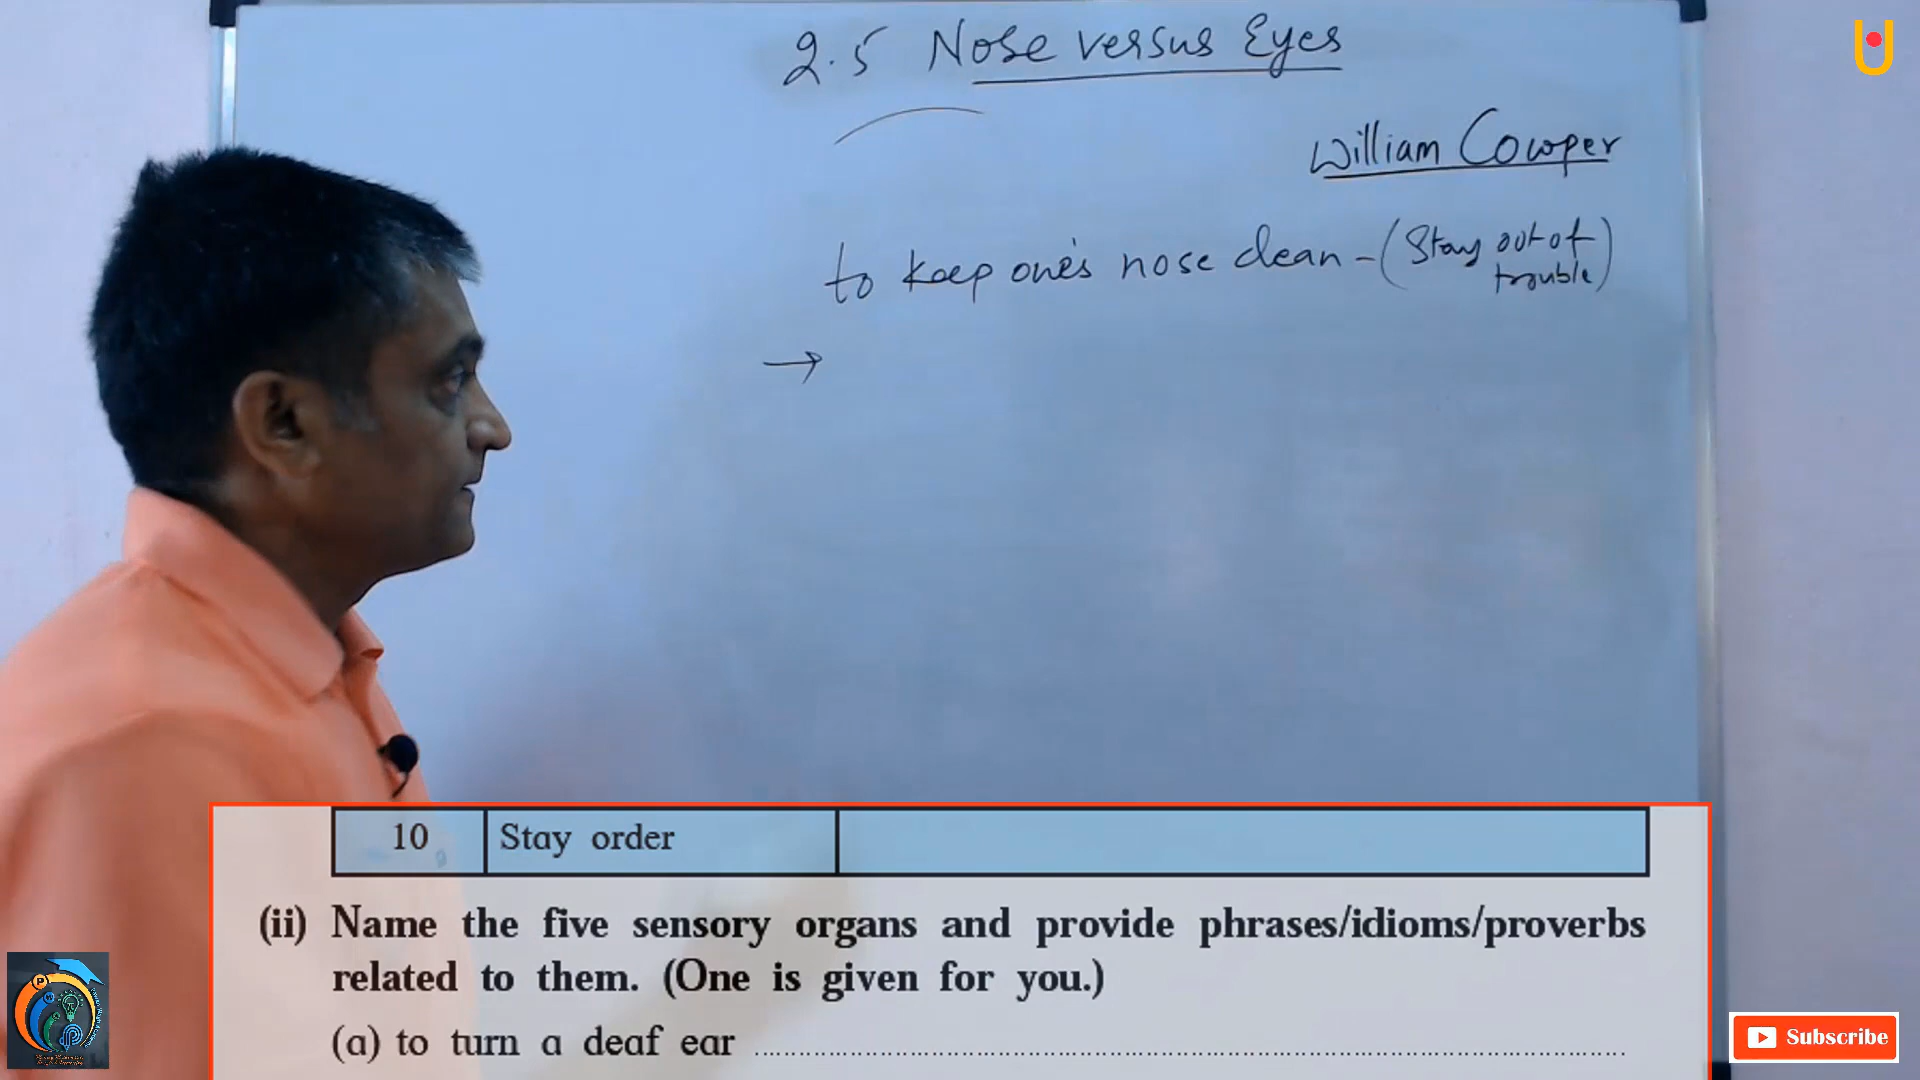 2.5 Nose versus Eyes
William Cowper
to keep one's nose clean - (Stay out of
trouble)
→
10 Stay order
(ii) Name the five sensory organs and provide phrases/idioms/proverbs
related to them. (One is given for you.)
(a) to turn a deaf ear ........................................
Subscribe